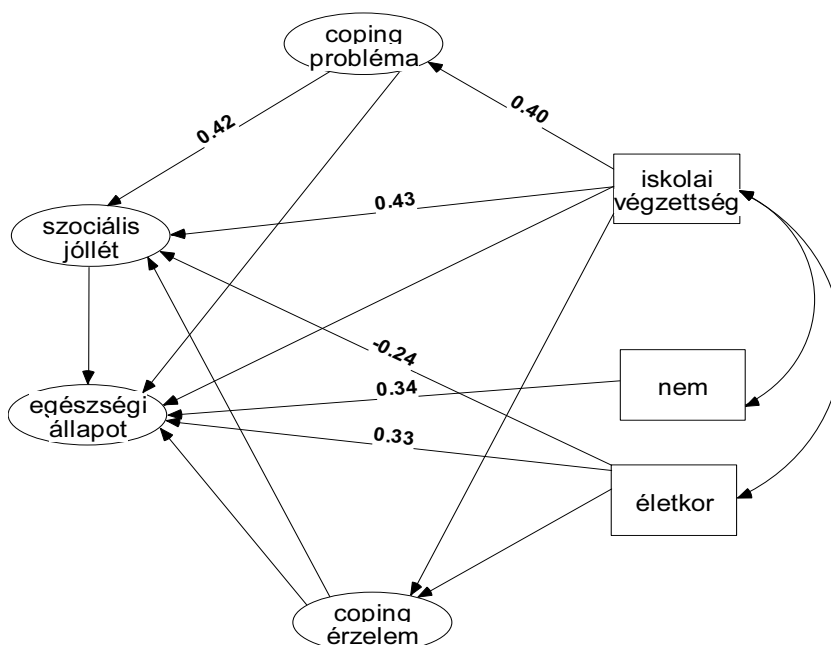 coping
probléma
0.40
0.42
iskolai
végzettség
0.43
szociális
jóllét
-0.24
nem
0.34
egészségi
állapot
0.33
életkor
coping
érzelem